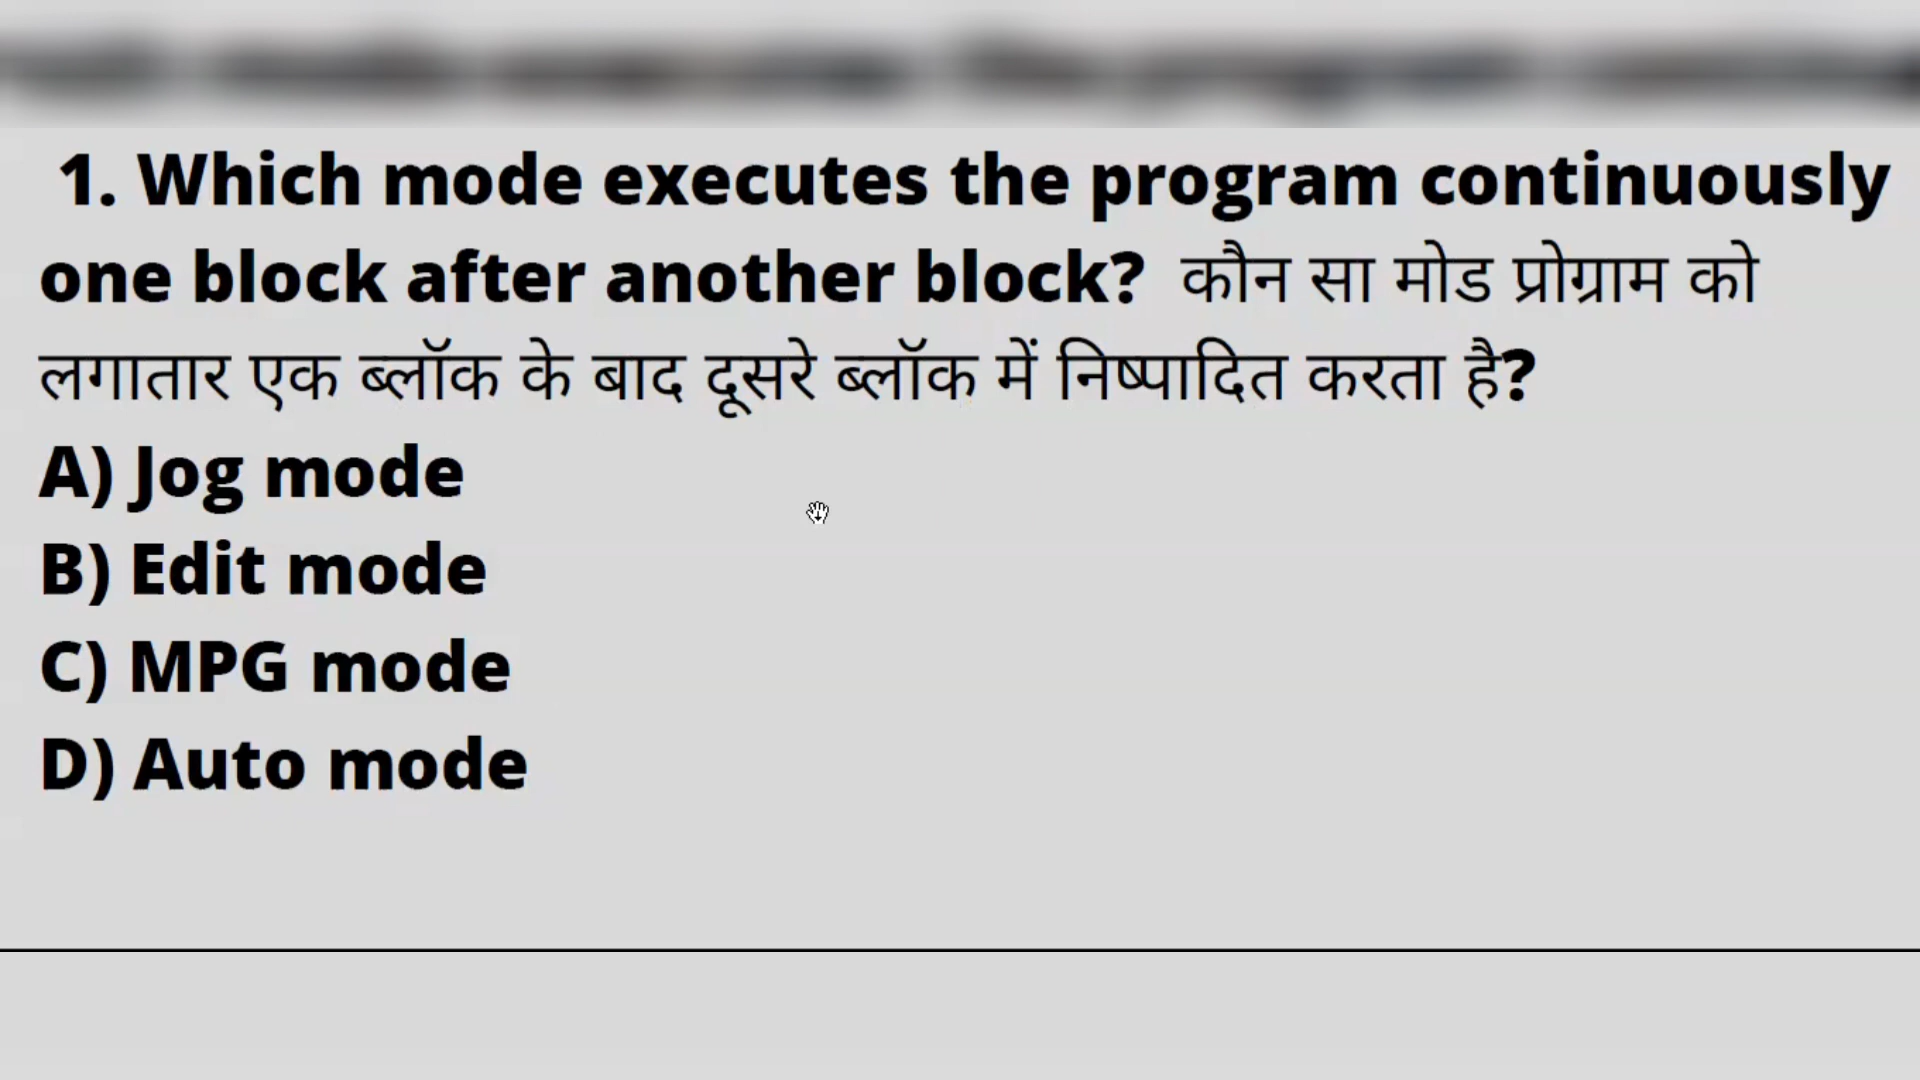 1. Which mode executes the program continuously
one block after another block? कौन सा मोड प्रोग्राम को
लगातार एक ब्लॉक के बाद दूसरे ब्लॉक में निष्पादित करता है?
A) Jog mode
B) Edit mode
C) MPG mode
D) Auto mode